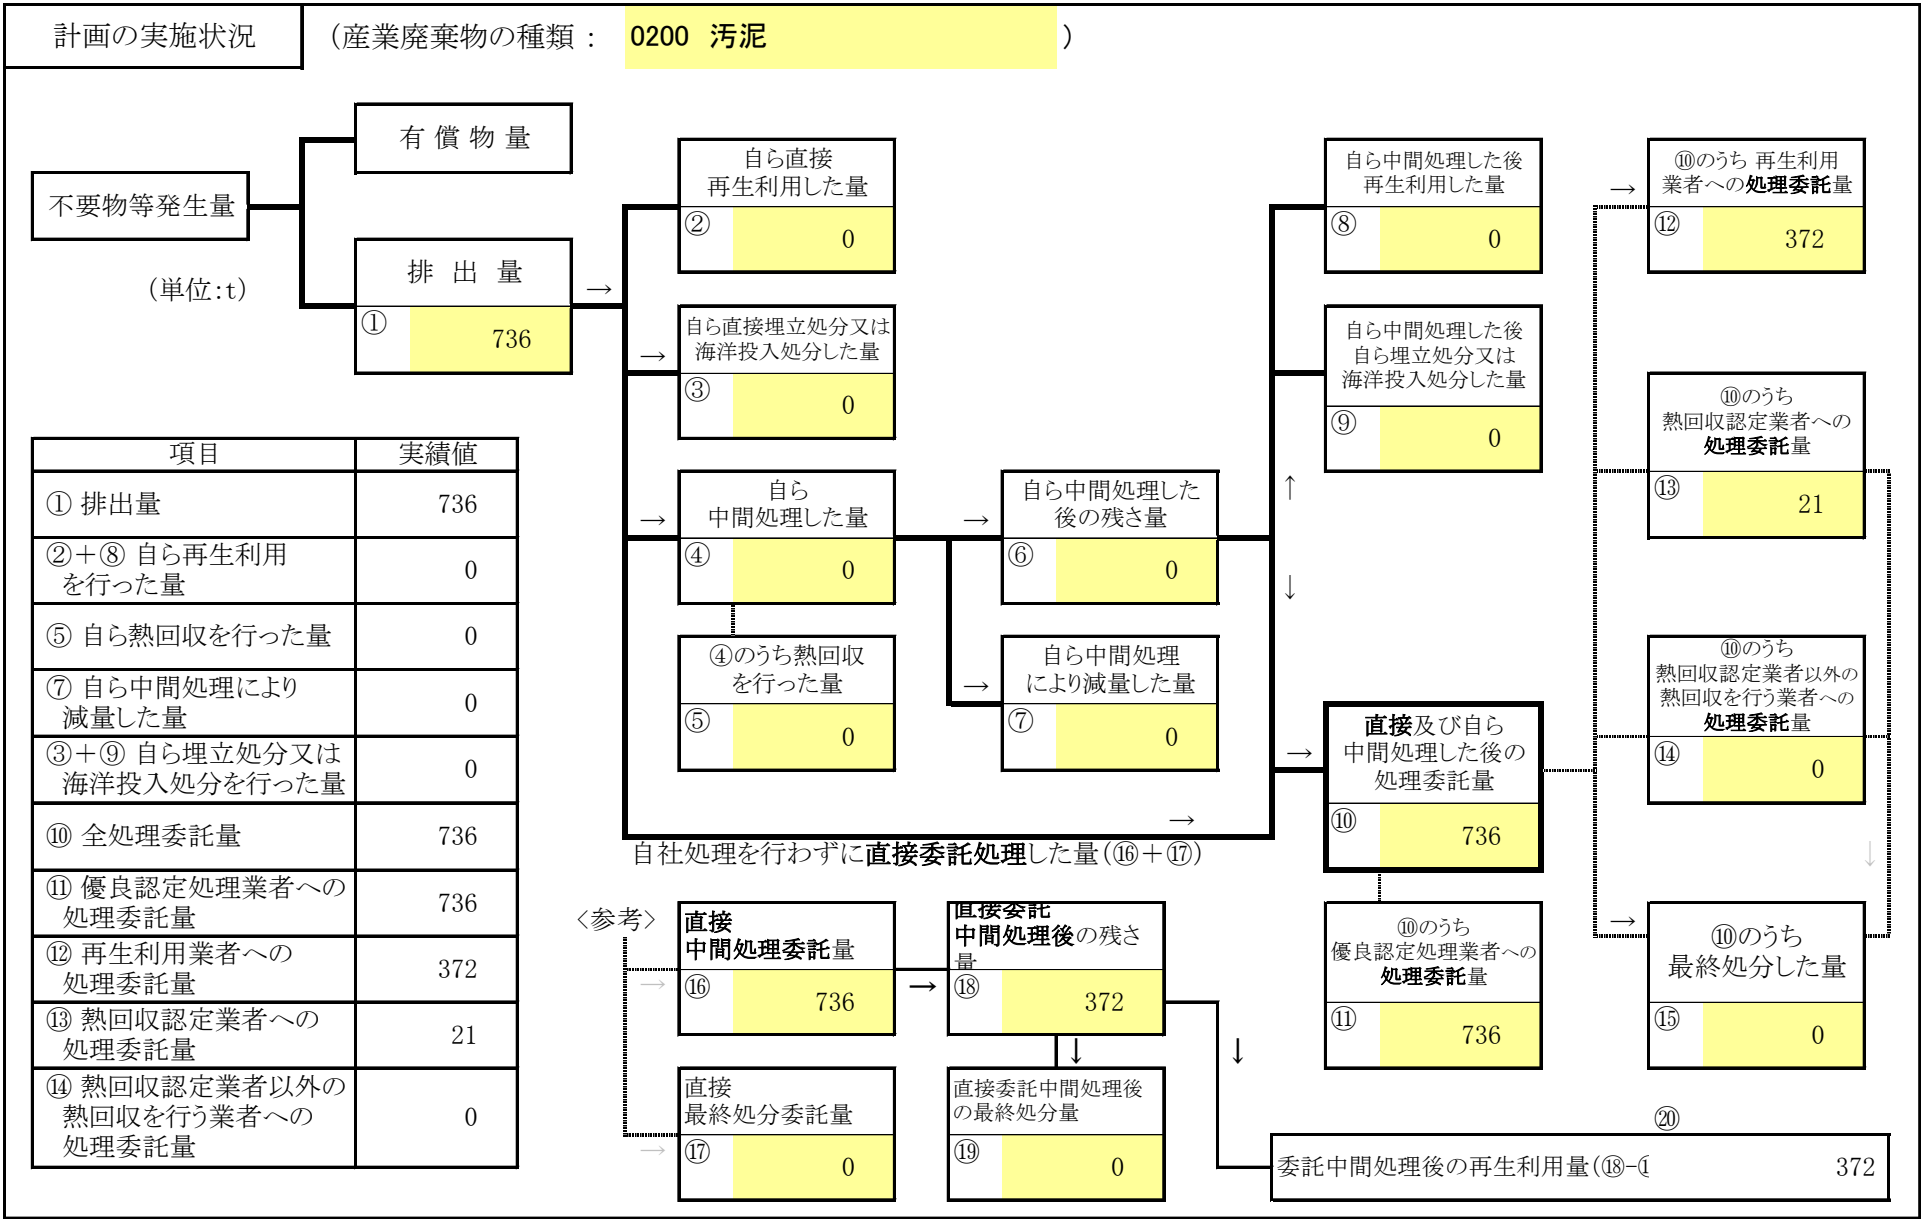 計画の実施状況
（産業廃棄物の種類： 0200 汚泥 ）
有 償 物 量
不要物等発生量
排 出 量
① 736
（単位:t）
→
自ら直接
再生利用した量
② 0
→
自ら直接埋立処分又は
海洋投入処分した量
③ 0
→
自ら
中間処理した量
④ 0
④のうち熱回収
を行った量
⑤ 0
→
自ら中間処理した
後の残さ量
⑥ 0
→
自ら中間処理
により減量した量
⑦ 0
自ら中間処理した後
再生利用した量
⑧ 0
自ら中間処理した後
自ら埋立処分又は
海洋投入処分した量
⑨ 0
↑
↓
→
直接及び自ら
中間処理した後の
処理委託量
⑩ 736
⑩のうち
優良認定処理業者への
処理委託量
⑪ 736
→
⑩のうち 再生利用
業者への処理委託量
⑫ 372
⑩のうち
熱回収認定業者への
処理委託量
⑬ 21
⑩のうち
熱回収認定業者以外の
熱回収を行う業者への
処理委託量
⑭ 0
↓
→
⑩のうち
最終処分した量
⑮ 0
→
自社処理を行わずに直接委託処理した量（⑯＋⑰）
〈参考〉
→
直接
中間処理委託量
⑯ 736
→
直接委託
中間処理後の残さ
量
⑱ 372
↓
↓
→
直接
最終処分委託量
⑰ 0
直接委託中間処理後
の最終処分量
⑲ 0
⑳
委託中間処理後の再生利用量（⑱-
372
項目 実績値
① 排出量 736
②＋⑧ 自ら再生利用
を行った量 0
⑤ 自ら熱回収を行った量 0
⑦ 自ら中間処理により
減量した量 0
③＋⑨ 自ら埋立処分又は
海洋投入処分を行った量 0
⑩ 全処理委託量 736
⑪ 優良認定処理業者への
処理委託量 736
⑫ 再生利用業者への
処理委託量 372
⑬ 熱回収認定業者への
処理委託量 21
⑭ 熱回収認定業者以外の
熱回収を行う業者への
処理委託量 0